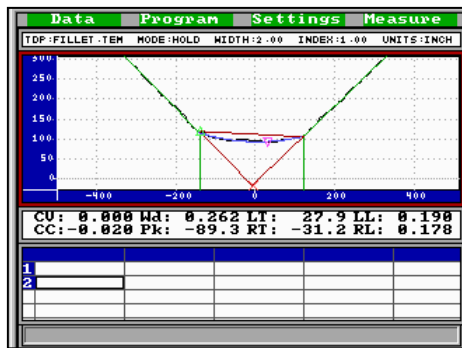 Data Program Settings Measure
TDP:FILLET.TEM MODE:HOLD WIDTH:2.00 INDEX:1.00 UNITS:INCH
300
250
200
150
100
50
0
-400 -200 0 200 400
CV: 0.000 Wd: 0.262 LT: 27.9 LL: 0.190
CC:-0.020 Pk: -89.3 RT: -31.2 RL: 0.178
1
2